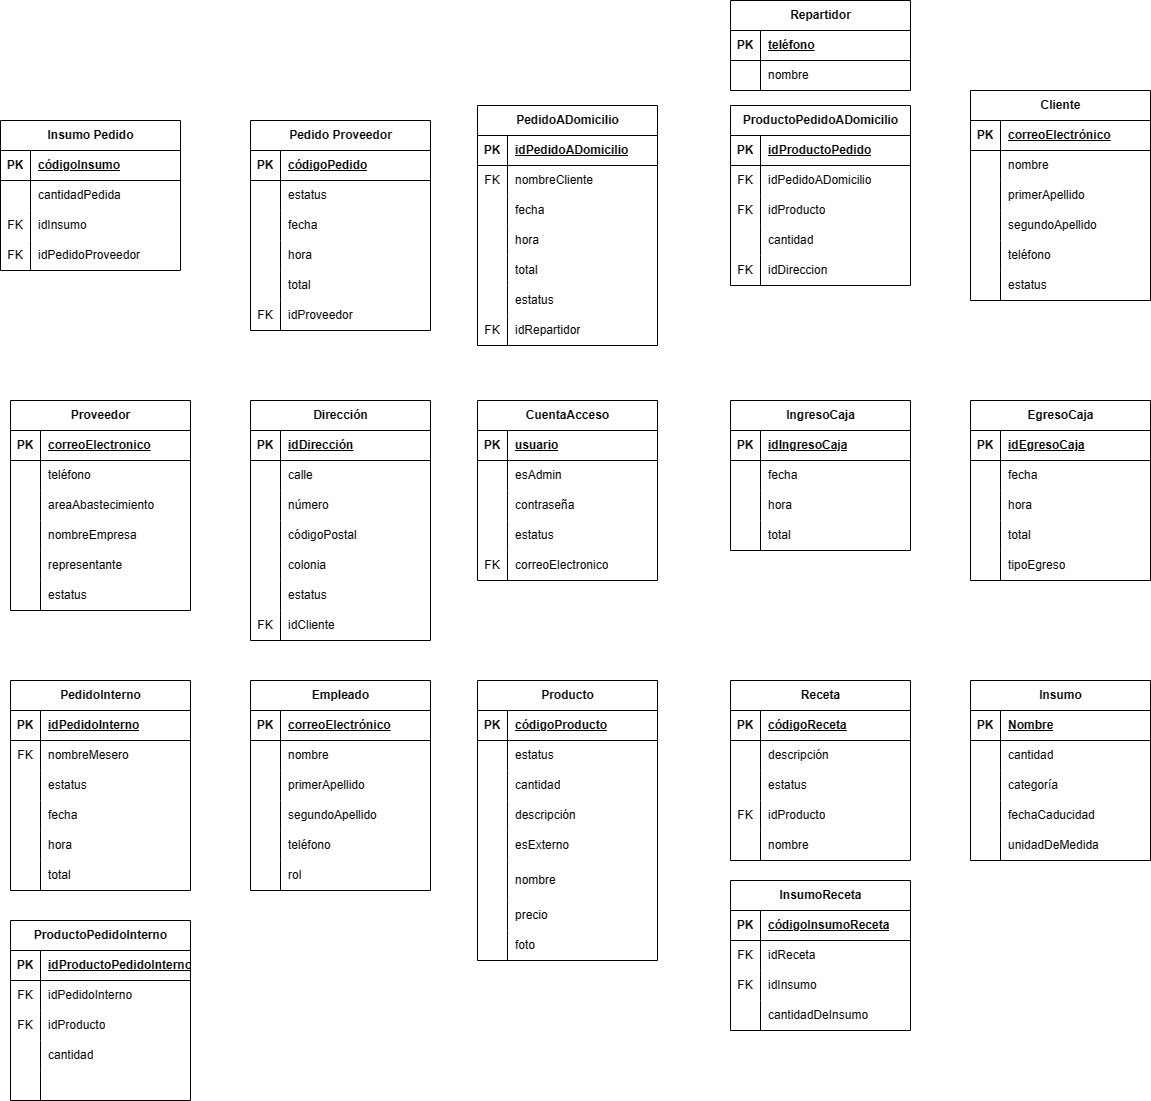 Repartidor
PK teléfono
nombre
Insumo Pedido
PK códigoInsumo
cantidadPedida
FK idInsumo
FK idPedidoProveedor
Pedido Proveedor
PK códigoPedido
estatus
fecha
hora
total
FK idProveedor
PedidoADomicilio
PK idPedidoADomicilio
FK nombreCliente
fecha
hora
total
estatus
FK idRepartidor
ProductoPedidoADomicilio
PK idProductoPedido
FK idPedidoADomicilio
FK idProducto
cantidad
FK idDireccion
Cliente
PK correoElectrónico
nombre
primerApellido
segundoApellido
teléfono
estatus
Proveedor
PK correoElectronico
teléfono
areaAbastecimiento
nombreEmpresa
representante
estatus
Dirección
PK idDirección
calle
número
códigoPostal
colonia
estatus
FK idCliente
CuentaAcceso
PK usuario
esAdmin
contraseña
estatus
FK correoElectronico
IngresoCaja
PK idIngresoCaja
fecha
hora
total
EgresoCaja
PK idEgresoCaja
fecha
hora
total
tipoEgreso
PedidoInterno
PK idPedidoInterno
FK nombreMesero
estatus
fecha
hora
total
Empleado
PK correoElectrónico
nombre
primerApellido
segundoApellido
teléfono
rol
Producto
PK códigoProducto
estatus
cantidad
descripción
esExterno
nombre
precio
foto
Receta
PK códigoReceta
descripción
estatus
FK idProducto
nombre
Insumo
PK Nombre
cantidad
categoría
fechaCaducidad
unidadDeMedida
InsumoReceta
PK códigoInsumoReceta
FK idReceta
FK idInsumo
cantidadDeInsumo
ProductoPedidoInterno
PK idProductoPedidoInterno
FK idPedidoInterno
FK idProducto
cantidad